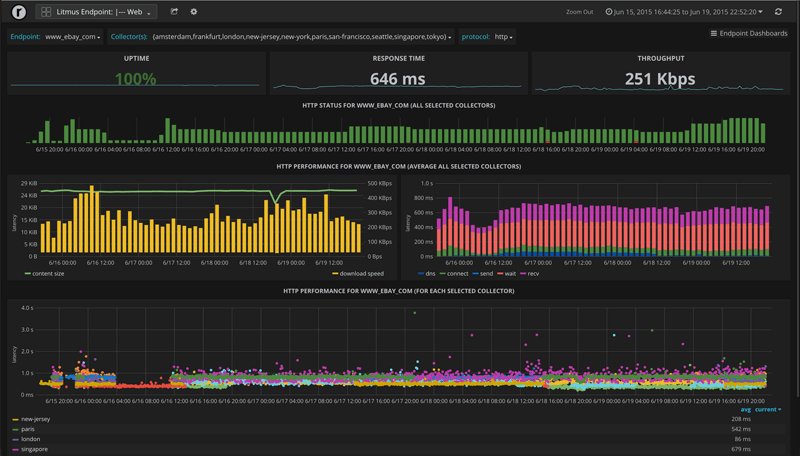 Litmus Endpoint: |--- Web
Zoom Out
Jun 15, 2015 16:44:25 to Jun 19, 2015 22:52:20
Endpoint: www_ebay_com
Collector(s): {amsterdam,frankfurt,london,new-jersey,new-york,paris,san-francisco,seattle,singapore,tokyo}
protocol: http
Endpoint Dashboards
UPTIME
RESPONSE TIME
THROUGHPUT
100%
646 ms
251 Kbps
HTTP STATUS FOR WWW_EBAY_COM (ALL SELECTED COLLECTORS)
6/15 20:00 6/16 00:00 6/16 04:00 6/16 08:00 6/16 12:00 6/16 16:00 6/16 20:00 6/17 00:00 6/17 04:00 6/17 08:00 6/17 12:00 6/17 16:00 6/17 20:00 6/18 00:00 6/18 04:00 6/18 08:00 6/18 12:00 6/18 16:00 6/18 20:00 6/19 00:00 6/19 04:00 6/19 08:00 6/19 12:00 6/19 16:00 6/19 20:00
HTTP PERFORMANCE FOR WWW_EBAY_COM (AVERAGE ALL SELECTED COLLECTORS)
29 KiB
24 KiB
20 KiB
15 KiB
10 KiB
5 KiB
0 B
latency
500 KBps
400 KBps
300 KBps
200 KBps
100 KBps
0 Bps
6/16 00:00 6/16 12:00 6/17 00:00 6/17 12:00 6/18 00:00 6/18 12:00 6/19 00:00 6/19 12:00
content size
download speed
1.0 s
800 ms
600 ms
400 ms
200 ms
0 ms
latency
6/16 00:00 6/16 12:00 6/17 00:00 6/17 12:00 6/18 00:00 6/18 12:00 6/19 00:00 6/19 12:00
dns connect send wait recv
HTTP PERFORMANCE FOR WWW_EBAY_COM (FOR EACH SELECTED COLLECTOR)
4.0 s
3.0 s
2.0 s
1.0 s
0 ms
latency
6/15 20:00 6/16 00:00 6/16 04:00 6/16 08:00 6/16 12:00 6/16 16:00 6/16 20:00 6/17 00:00 6/17 04:00 6/17 08:00 6/17 12:00 6/17 16:00 6/17 20:00 6/18 00:00 6/18 04:00 6/18 08:00 6/18 12:00 6/18 16:00 6/18 20:00 6/19 00:00 6/19 04:00 6/19 08:00 6/19 12:00 6/19 16:00 6/19 20:00
avg current
new-jersey 208 ms
paris 542 ms
london 86 ms
singapore 679 ms